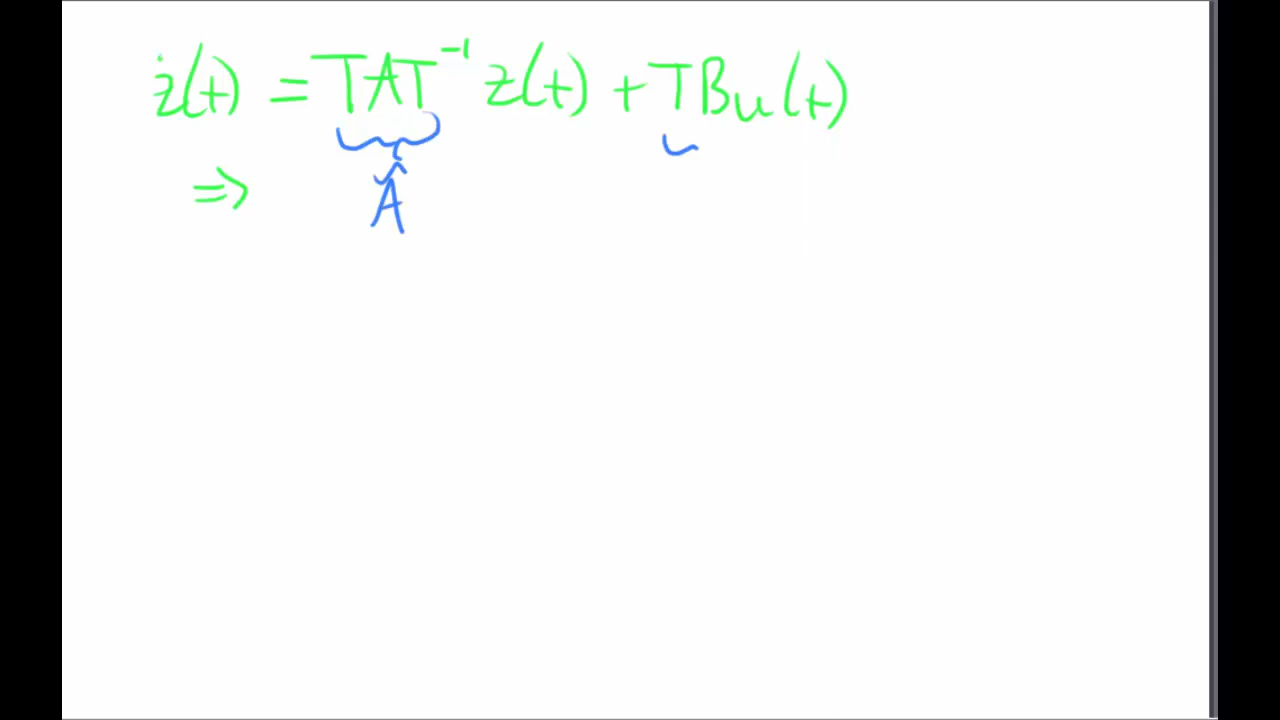 ż(t) = TAT⁻¹ z(t) + TBu(t)
⇒ Â